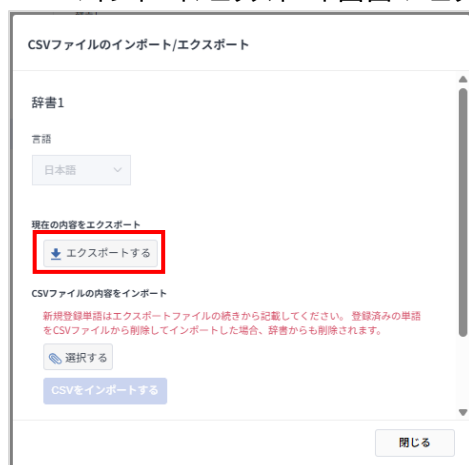 CSVファイルのインポート/エクスポート
辞書1
言語
日本語
現在の内容をエクスポート
エクスポートする
CSVファイルの内容をインポート
新規登録単語はエクスポートファイルの続きから記載してください。 登録済みの単語
をCSVファイルから削除してインポートした場合、辞書からも削除されます。
選択する
CSVをインポートする
閉じる